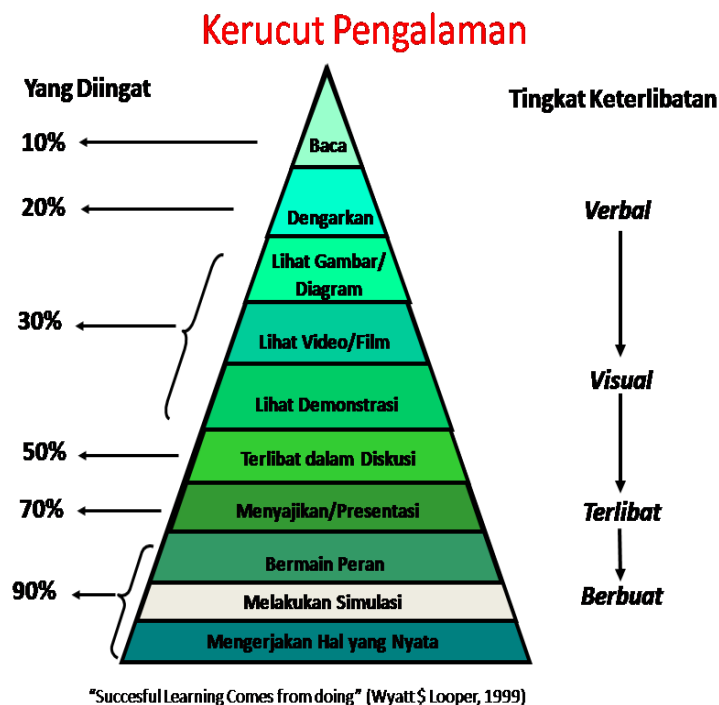 Kerucut Pengalaman
Yang Diingat
Tingkat Keterlibatan
10%
Baca
20%
Dengarkan
Verbal
Lihat Gambar/
Diagram
30%
Lihat Video/Film
Visual
Lihat Demonstrasi
50%
Terlibat dalam Diskusi
70%
Menyajikan/Presentasi
Terlibat
Bermain Peran
90%
Melakukan Simulasi
Berbuat
Mengerjakan Hal yang Nyata
“Succesful Learning Comes from doing” (Wyatt $ Looper, 1999)